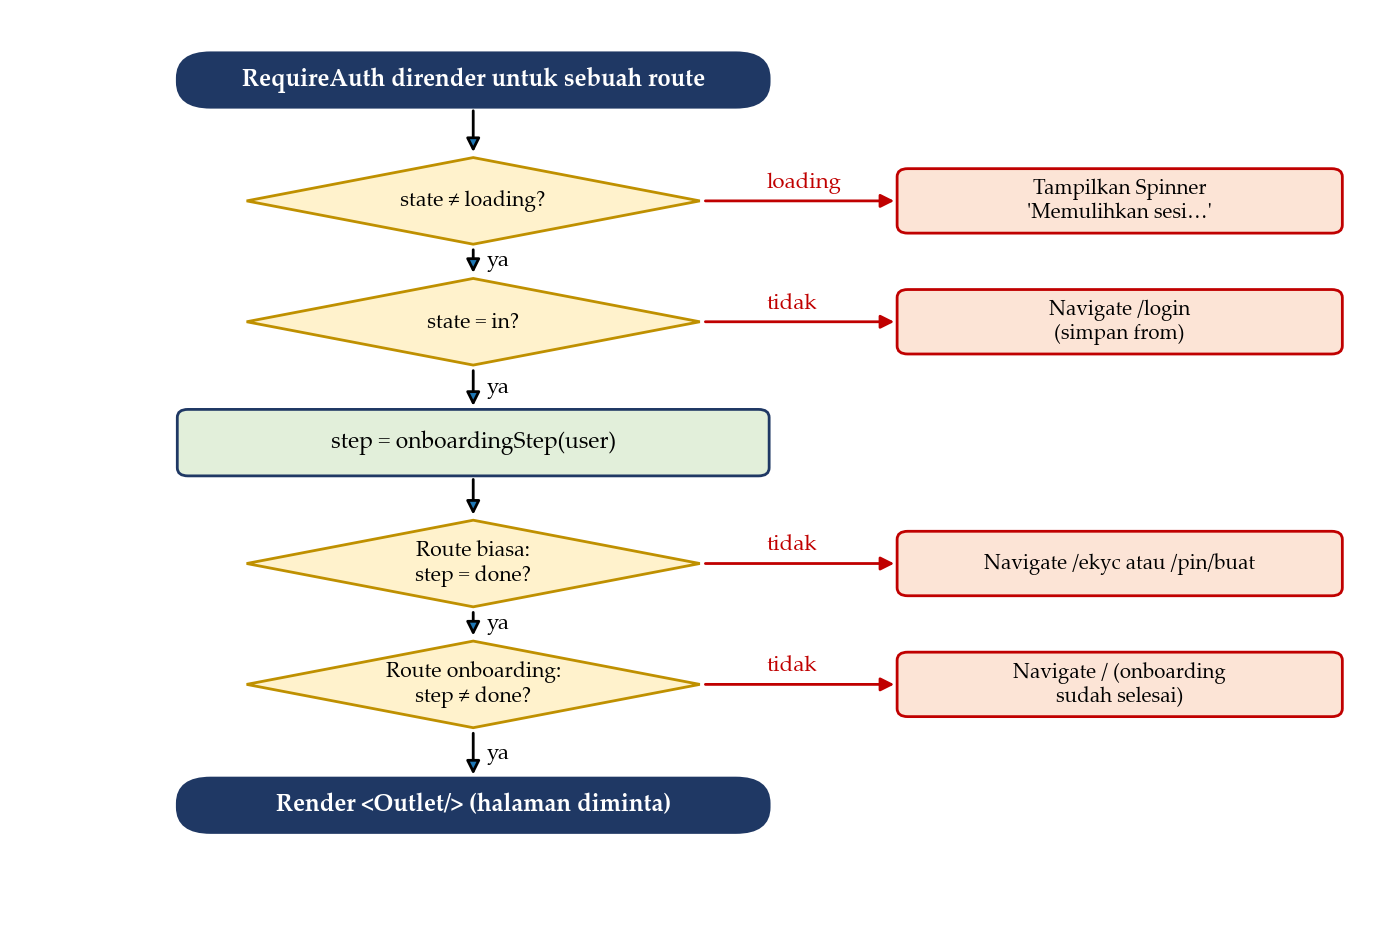 RequireAuth dirender untuk sebuah route
state ≠ loading?
loading
Tampilkan Spinner
'Memulihkan sesi…'
ya
state = in?
tidak
Navigate /login
(simpan from)
ya
step = onboardingStep(user)
Route biasa:
step = done?
tidak
Navigate /ekyc atau /pin/buat
ya
Route onboarding:
step ≠ done?
tidak
Navigate / (onboarding
sudah selesai)
ya
Render <Outlet/> (halaman diminta)